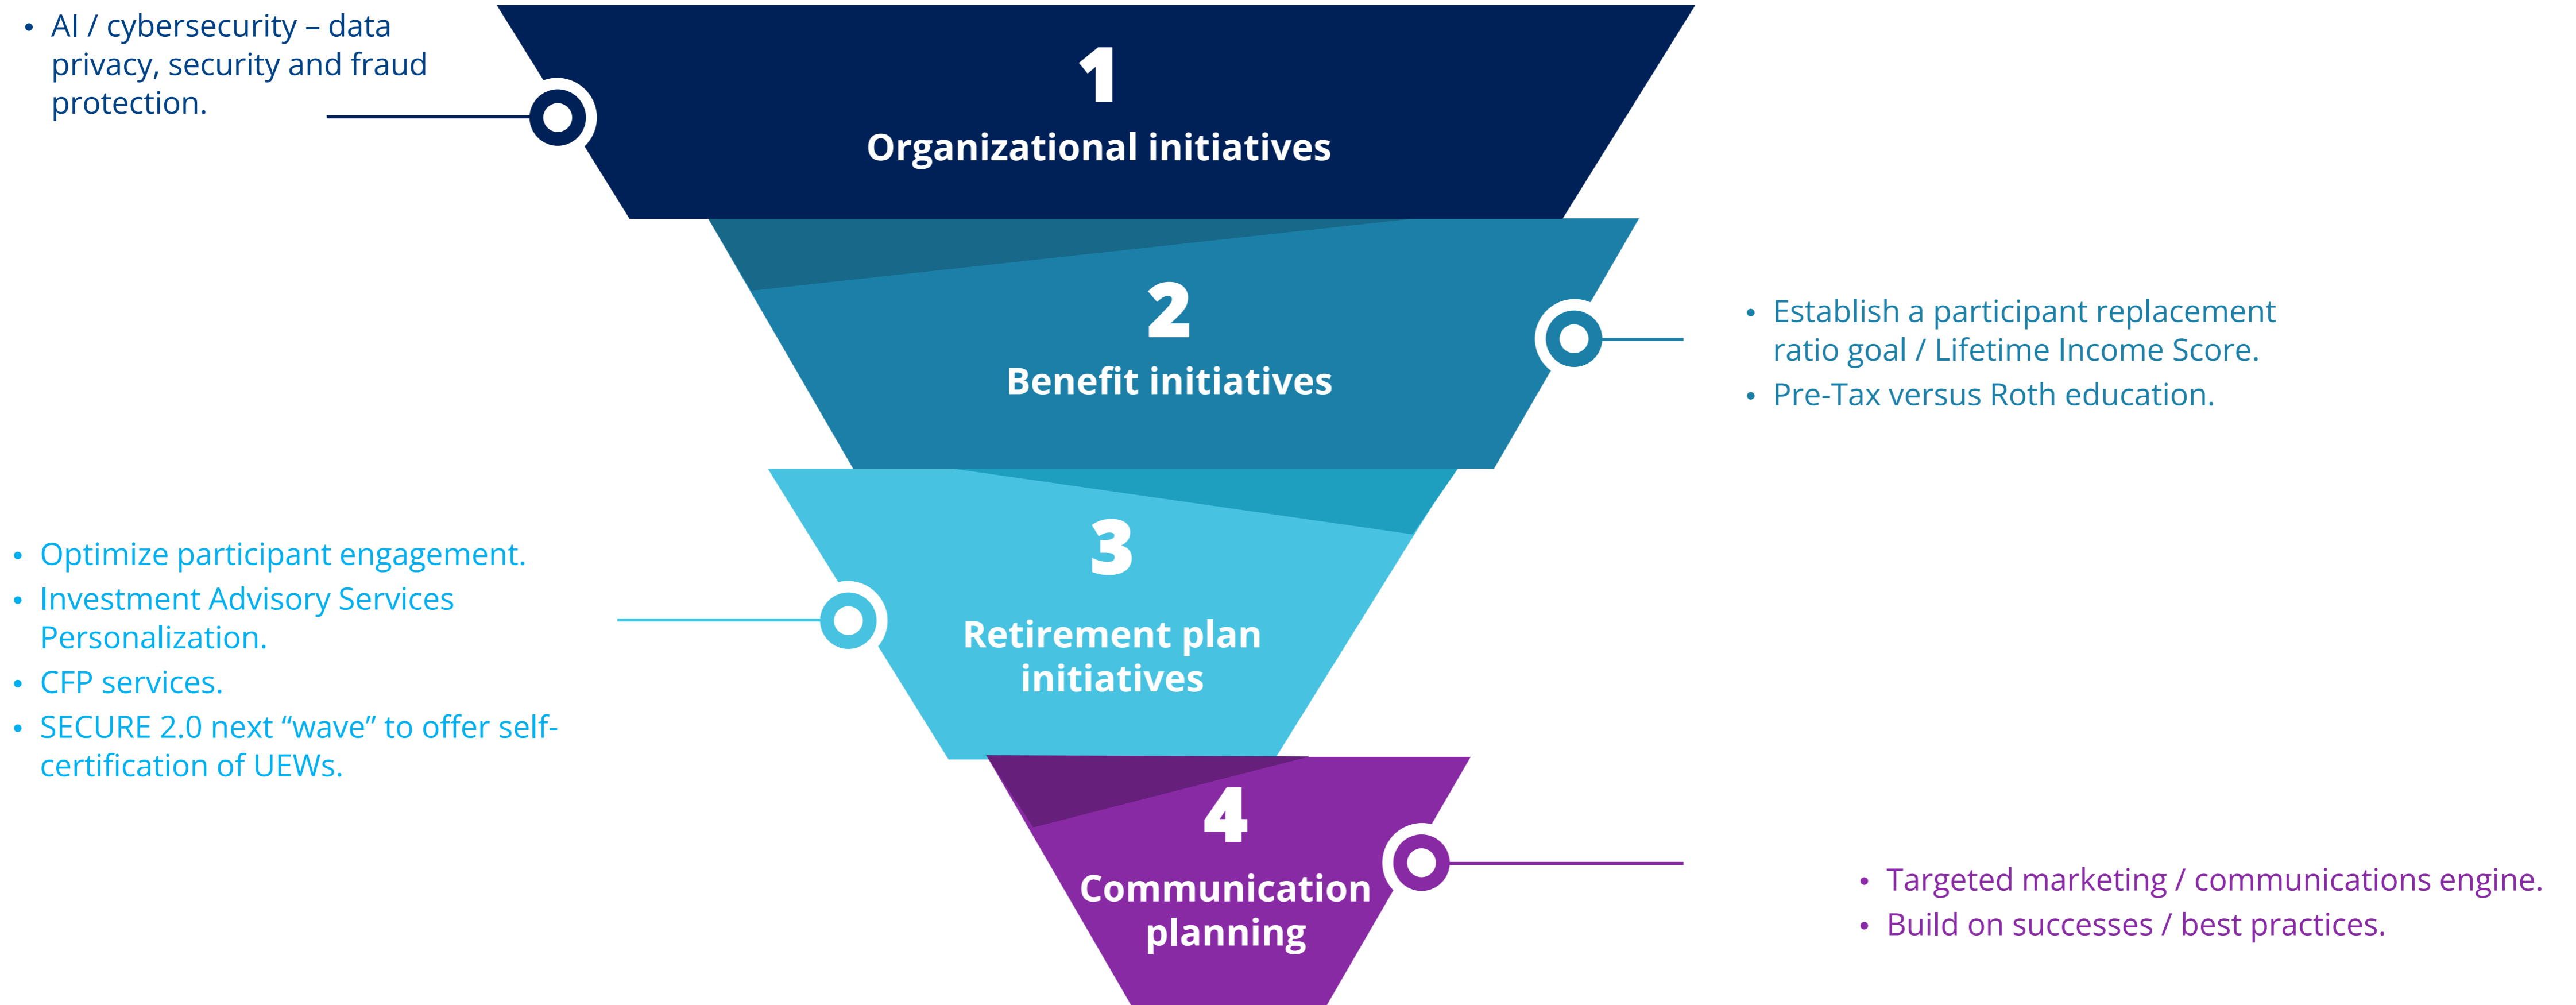 • AI / cybersecurity – data
privacy, security and fraud
protection.
1
Organizational initiatives
2
Benefit initiatives
• Establish a participant replacement
ratio goal / Lifetime Income Score.
• Pre-Tax versus Roth education.
3
Retirement plan
initiatives
• Optimize participant engagement.
• Investment Advisory Services
Personalization.
• CFP services.
• SECURE 2.0 next “wave” to offer self-
certification of UEWs.
4
Communication
planning
• Targeted marketing / communications engine.
• Build on successes / best practices.